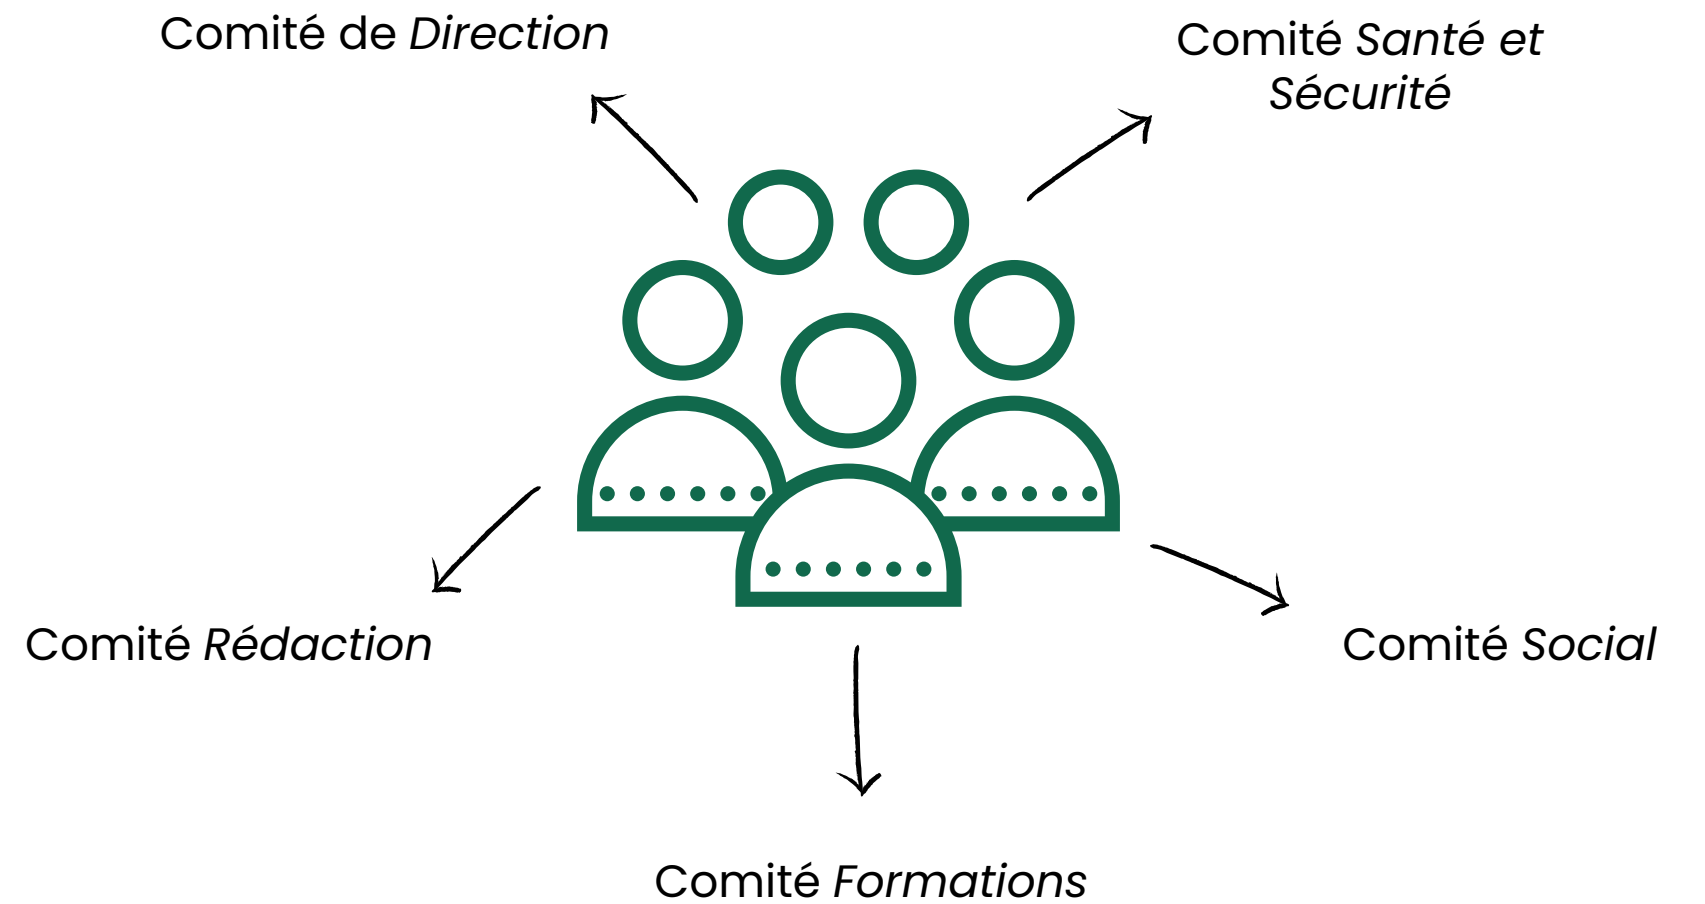 Comité de Direction
Comité Santé et
Sécurité
Comité Rédaction
Comité Social
Comité Formations